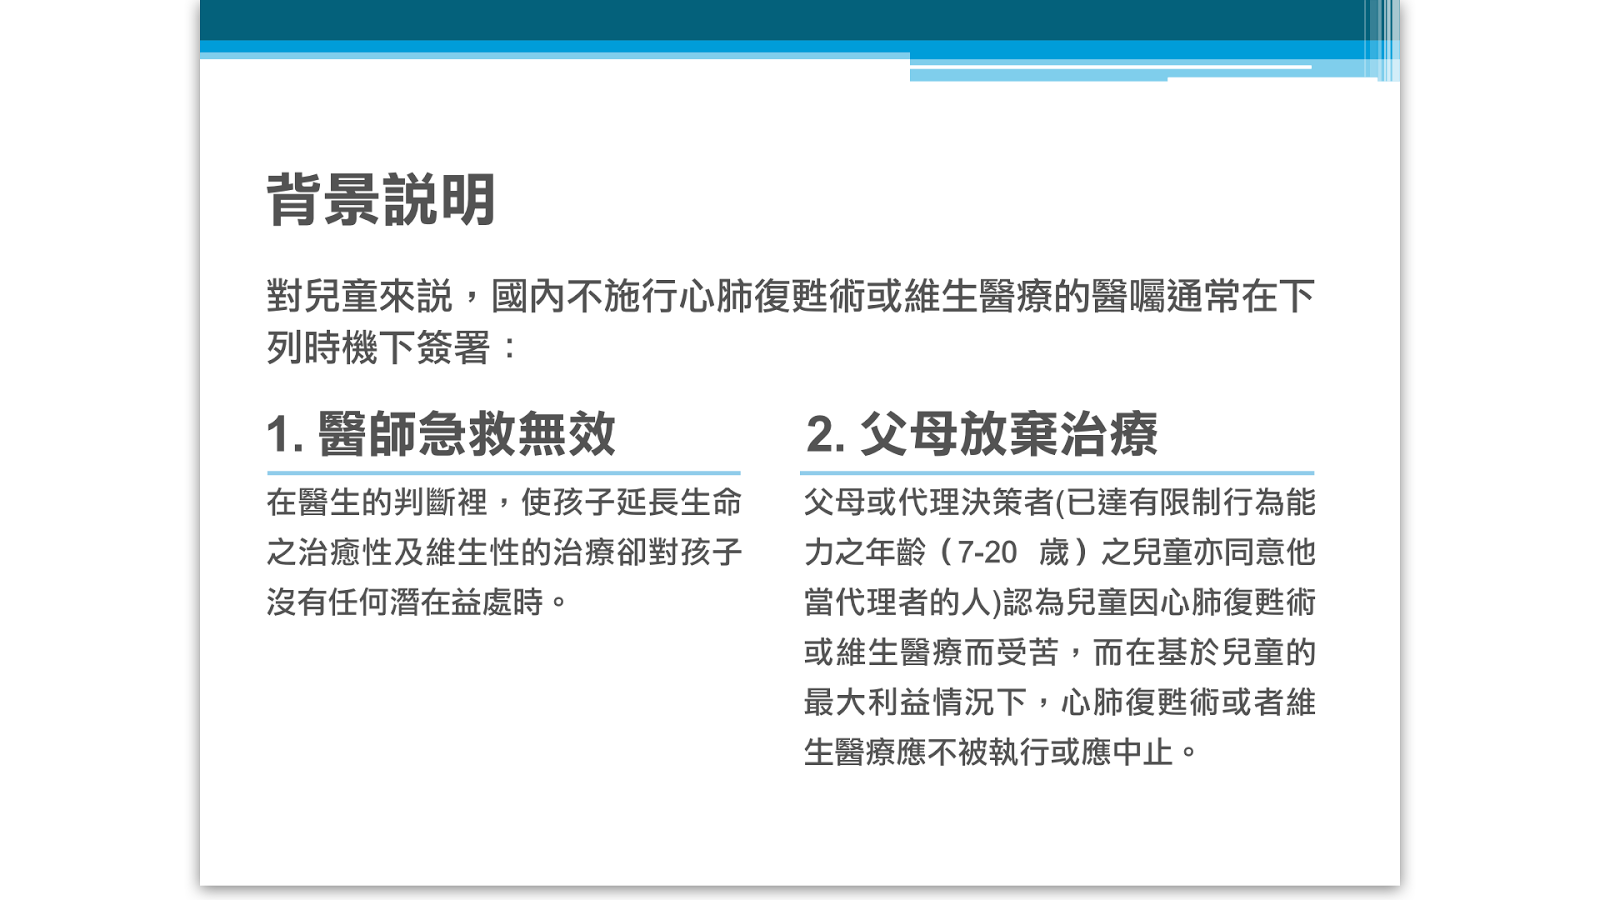 背景說明
對兒童來說，國內不施行心肺復甦術或維生醫療的醫囑通常在下
列時機下簽署：
1. 醫師急救無效
在醫生的判斷裡，使孩子延長生命
之治癒性及維生性的治療卻對孩子
沒有任何潛在益處時。
2. 父母放棄治療
父母或代理決策者(已達有限制行為能
力之年齡（7-20 歲）之兒童亦同意他
當代理者的人)認為兒童因心肺復甦術
或維生醫療而受苦，而在基於兒童的
最大利益情況下，心肺復甦術或者維
生醫療應不被執行或應中止。